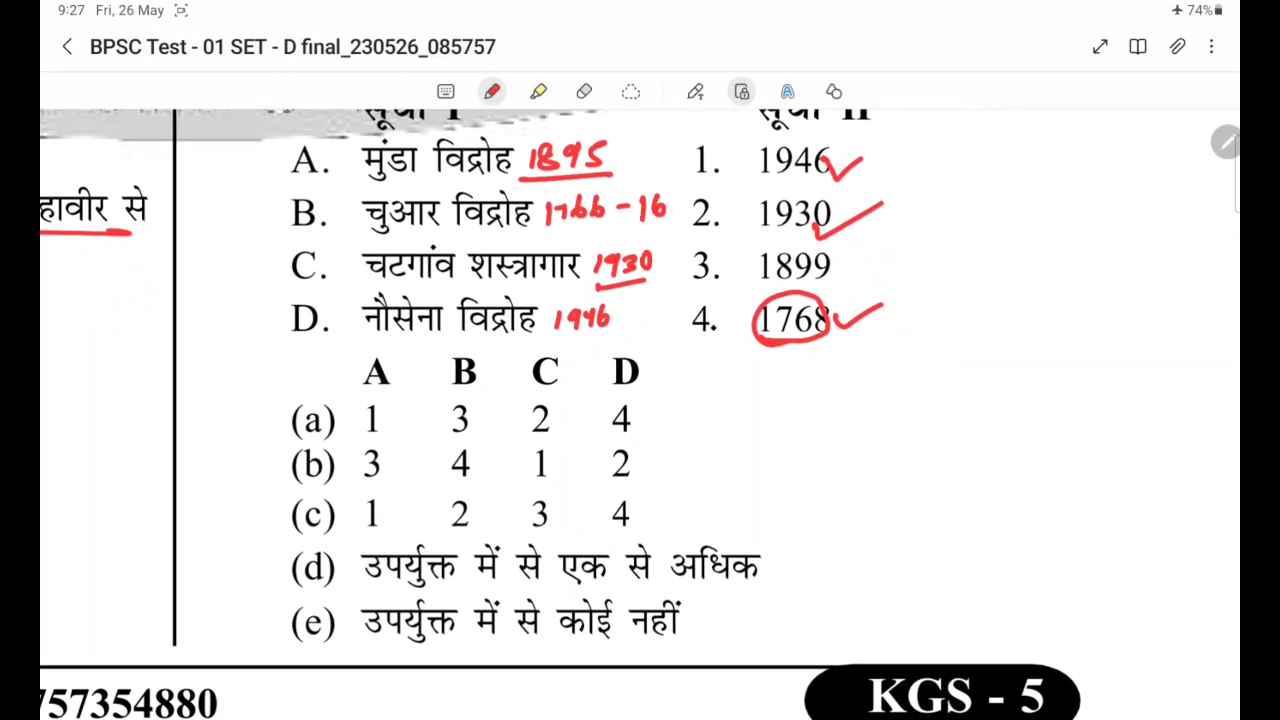 9:27 Fri, 26 May
74%
BPSC Test - 01 SET - D final_230526_085757
सूची I सूची II
A. मुंडा विद्रोह 1895 1. 1946
हावीर से
B. चुआर विद्रोह 1766-16 2. 1930
C. चटगांव शस्त्रागार 1930 3. 1899
D. नौसेना विद्रोह 1946 4. 1768
A B C D
(a) 1 3 2 4
(b) 3 4 1 2
(c) 1 2 3 4
(d) उपर्युक्त में से एक से अधिक
(e) उपर्युक्त में से कोई नहीं
757354880
KGS - 5